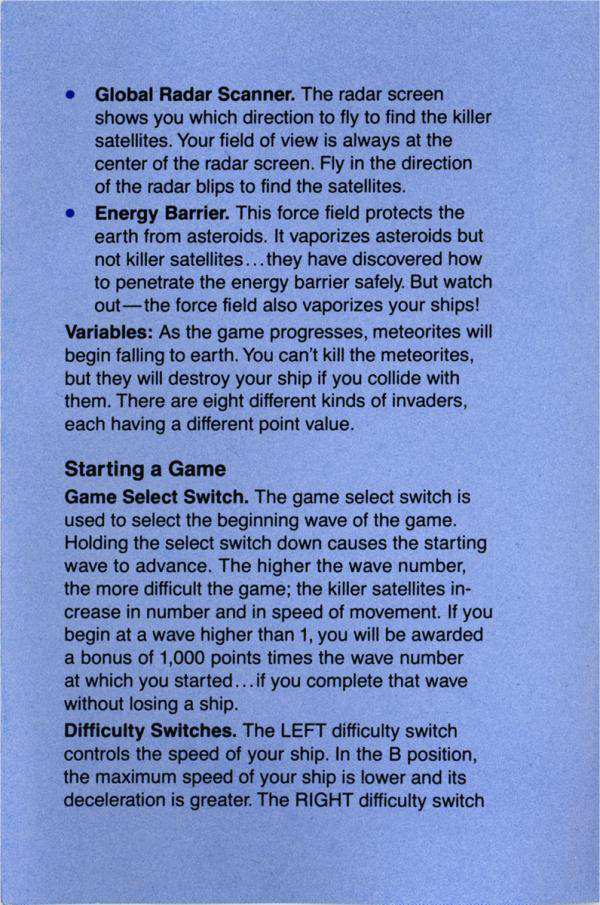 • Global Radar Scanner. The radar screen
shows you which direction to fly to find the killer
satellites. Your field of view is always at the
center of the radar screen. Fly in the direction
of the radar blips to find the satellites.
• Energy Barrier. This force field protects the
earth from asteroids. It vaporizes asteroids but
not killer satellites...they have discovered how
to penetrate the energy barrier safely. But watch
out—the force field also vaporizes your ships!
Variables: As the game progresses, meteorites will
begin falling to earth. You can't kill the meteorites,
but they will destroy your ship if you collide with
them. There are eight different kinds of invaders,
each having a different point value.
Starting a Game
Game Select Switch. The game select switch is
used to select the beginning wave of the game.
Holding the select switch down causes the starting
wave to advance. The higher the wave number,
the more difficult the game; the killer satellites in-
crease in number and in speed of movement. If you
begin at a wave higher than 1, you will be awarded
a bonus of 1,000 points times the wave number
at which you started...if you complete that wave
without losing a ship.
Difficulty Switches. The LEFT difficulty switch
controls the speed of your ship. In the B position,
the maximum speed of your ship is lower and its
deceleration is greater. The RIGHT difficulty switch